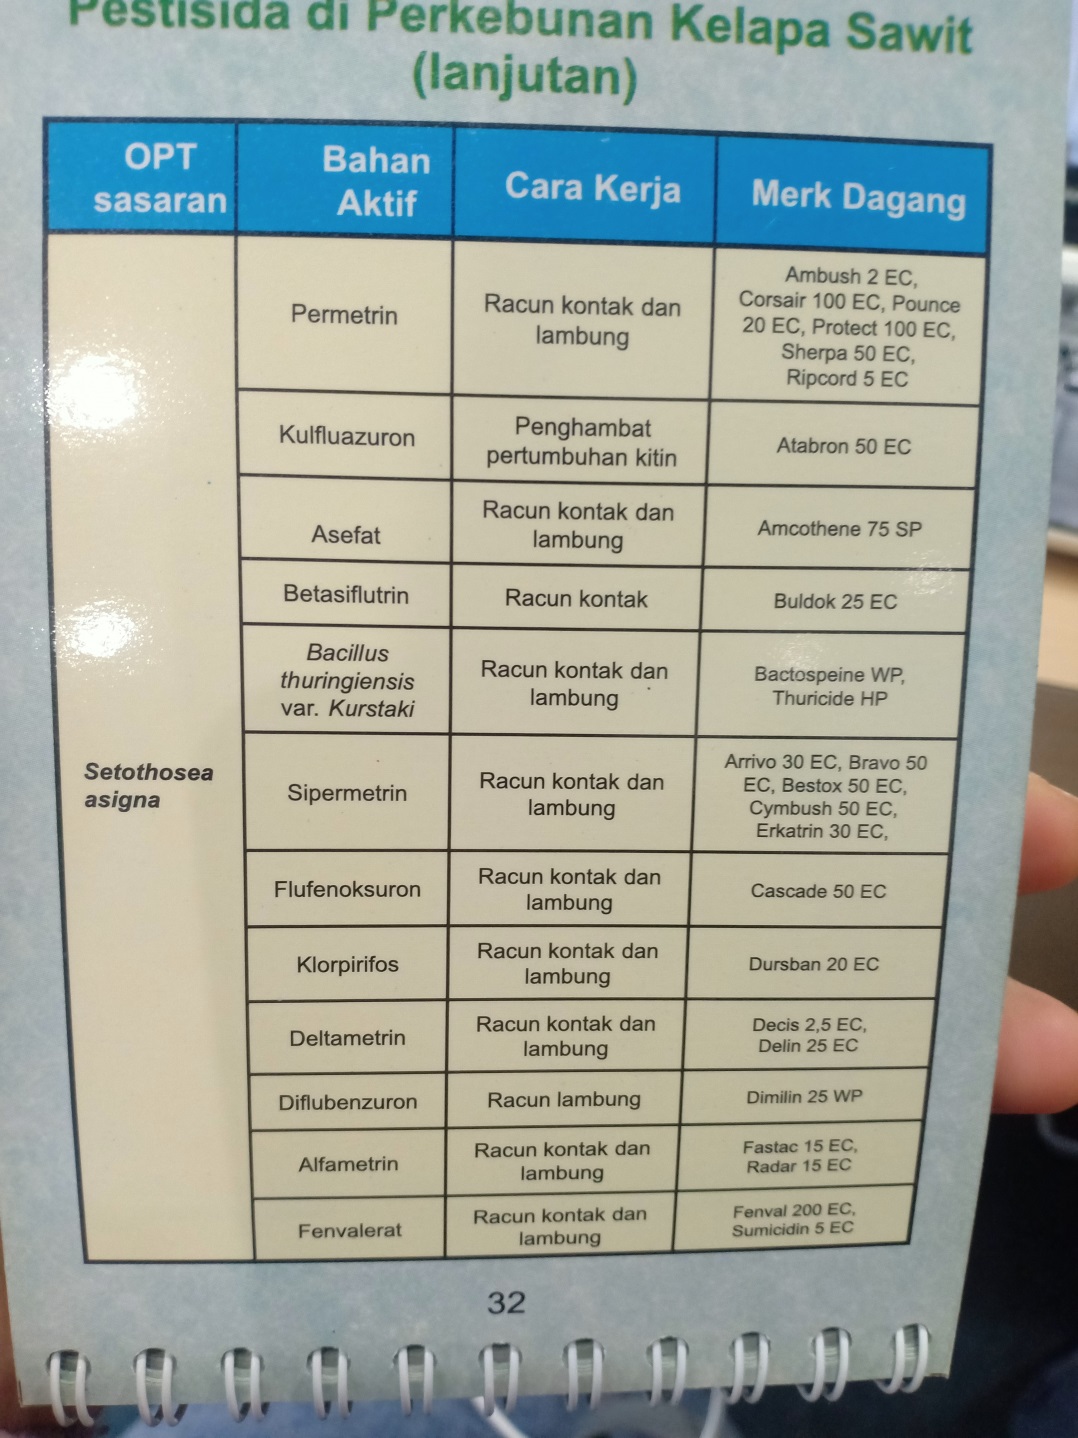 Pestisida di Perkebunan Kelapa Sawit
(lanjutan)
OPT
sasaran
Bahan
Aktif
Cara Kerja
Merk Dagang
Setothosea
asigna
Permetrin
Racun kontak dan
lambung
Ambush 2 EC,
Corsair 100 EC, Pounce
20 EC, Protect 100 EC,
Sherpa 50 EC,
Ripcord 5 EC
Kulfluazuron
Penghambat
pertumbuhan kitin
Atabron 50 EC
Asefat
Racun kontak dan
lambung
Amcothene 75 SP
Betasiflutrin
Racun kontak
Buldok 25 EC
Bacillus
thuringiensis
var. Kurstaki
Racun kontak dan
lambung
Bactospeine WP,
Thuricide HP
Sipermetrin
Racun kontak dan
lambung
Arrivo 30 EC, Bravo 50
EC, Bestox 50 EC,
Cymbush 50 EC,
Erkatrin 30 EC,
Flufenoksuron
Racun kontak dan
lambung
Cascade 50 EC
Klorpirifos
Racun kontak dan
lambung
Dursban 20 EC
Deltametrin
Racun kontak dan
lambung
Decis 2,5 EC,
Delin 25 EC
Diflubenzuron
Racun lambung
Dimilin 25 WP
Alfametrin
Racun kontak dan
lambung
Fastac 15 EC,
Radar 15 EC
Fenvalerat
Racun kontak dan
lambung
Fenval 200 EC,
Sumicidin 5 EC
32